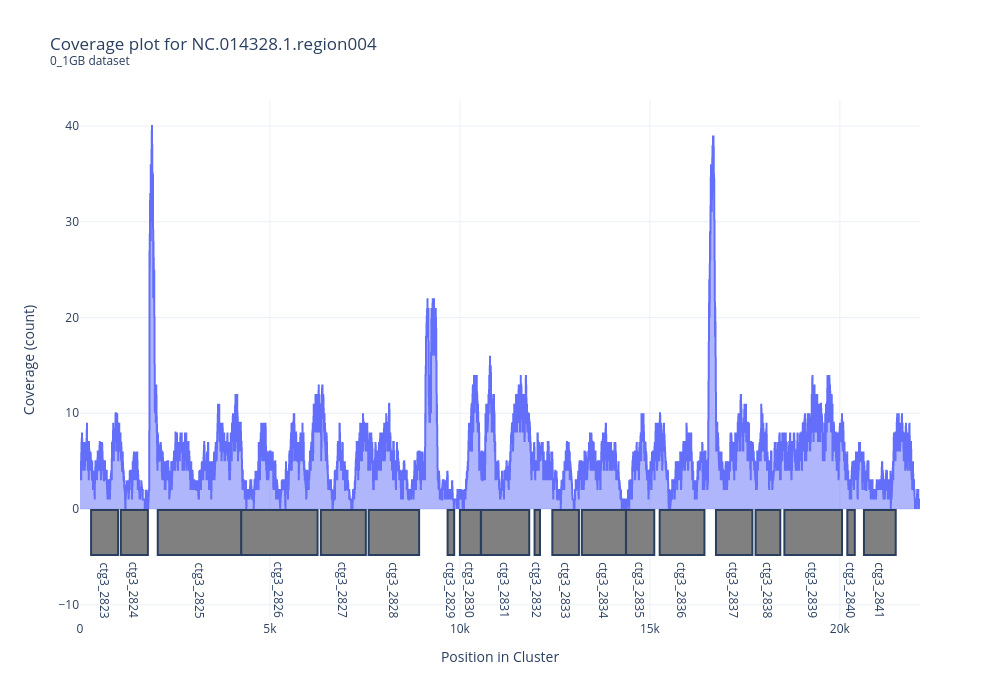 Coverage plot for NC.014328.1.region004
0_1GB dataset
40
30
20
10
0
−10
Coverage (count)
ctg3_2823
ctg3_2824
ctg3_2825
ctg3_2826
ctg3_2827
ctg3_2828
ctg3_2829
ctg3_2830
ctg3_2831
ctg3_2832
ctg3_2833
ctg3_2834
ctg3_2835
ctg3_2836
ctg3_2837
ctg3_2838
ctg3_2839
ctg3_2840
ctg3_2841
0
5k
10k
15k
20k
Position in Cluster